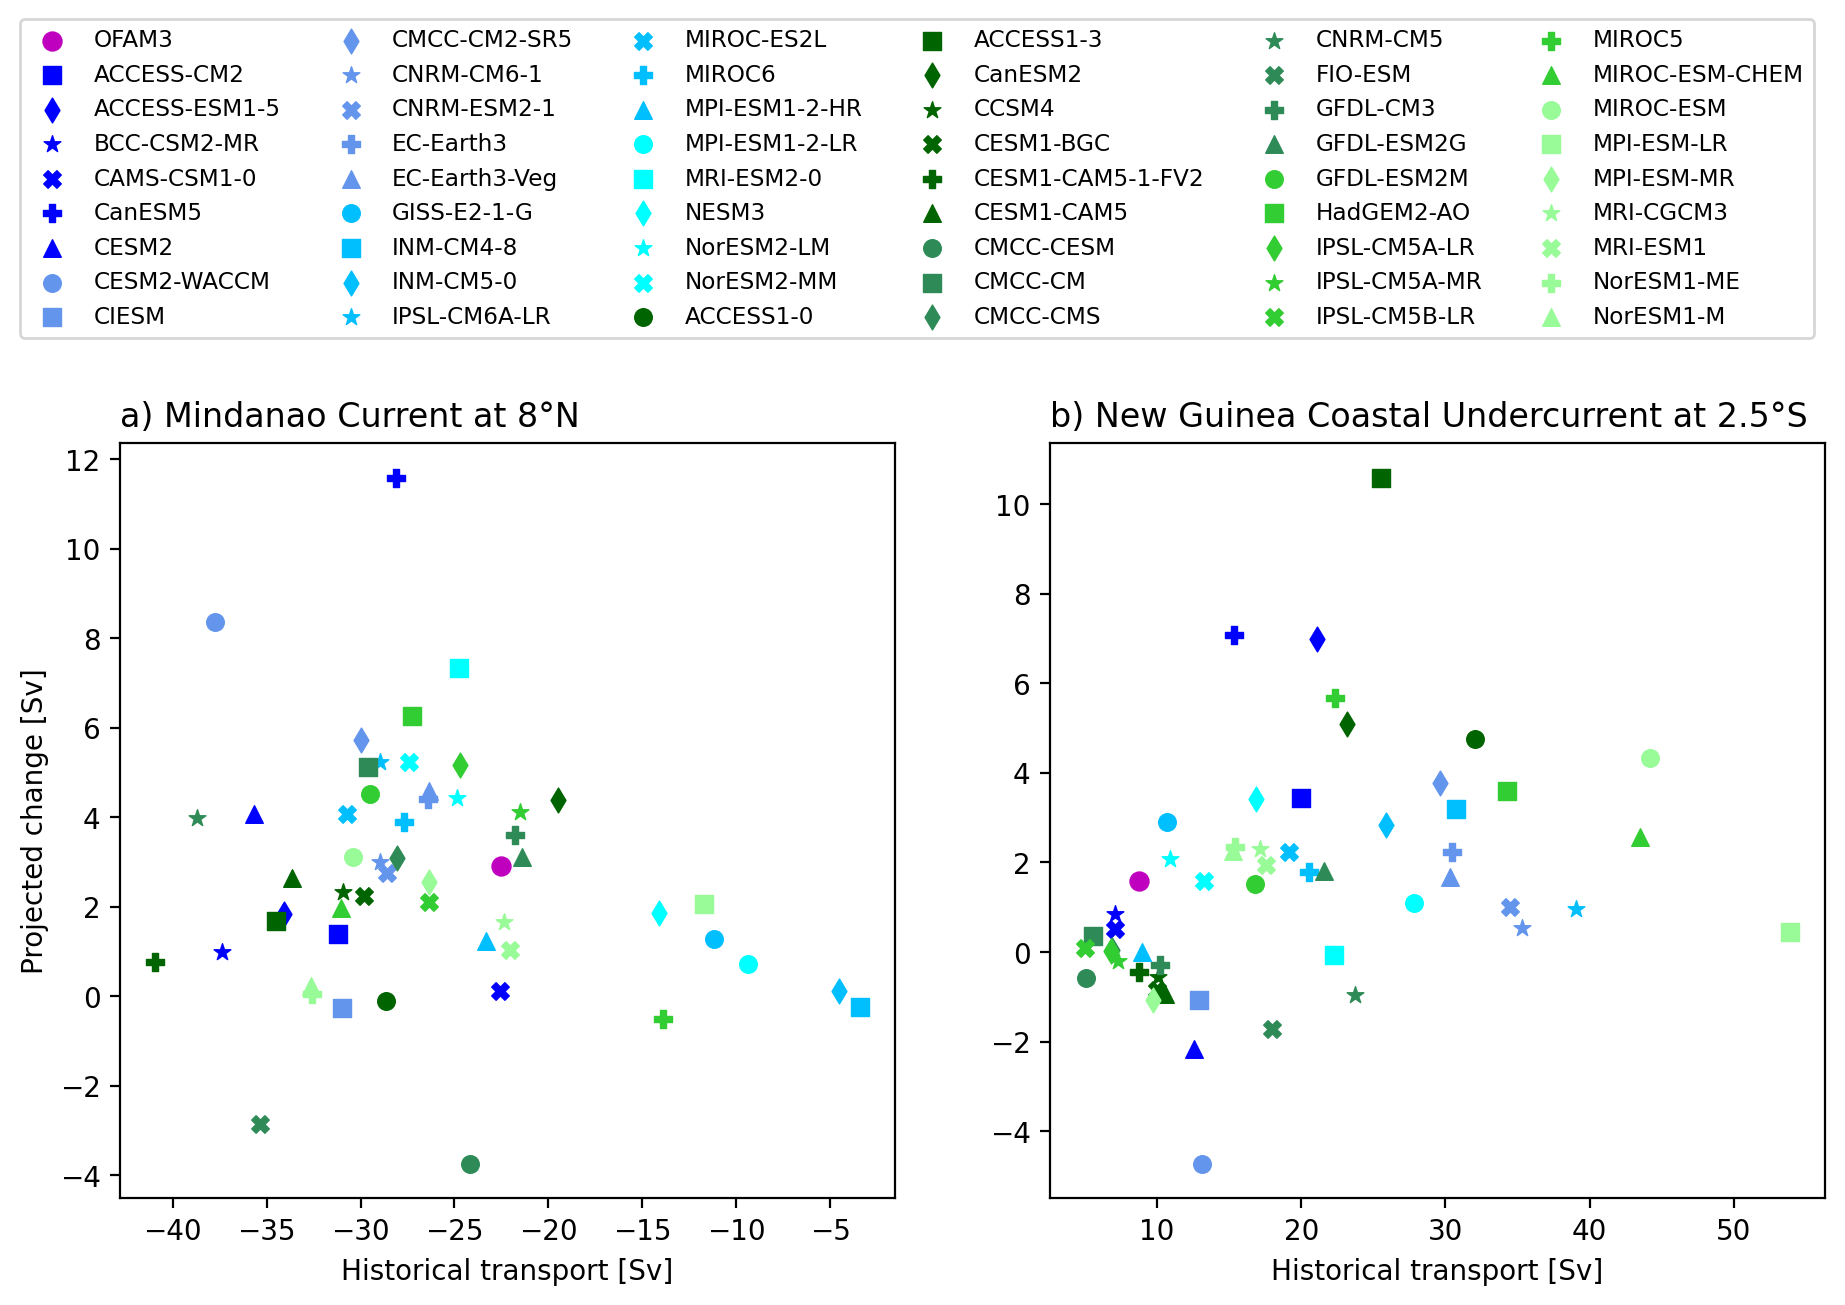 OFAM3
ACCESS-CM2
ACCESS-ESM1-5
BCC-CSM2-MR
CAMS-CSM1-0
CanESM5
CESM2
CESM2-WACCM
CIESM
CMCC-CM2-SR5
CNRM-CM6-1
CNRM-ESM2-1
EC-Earth3
EC-Earth3-Veg
GISS-E2-1-G
INM-CM4-8
INM-CM5-0
IPSL-CM6A-LR
MIROC-ES2L
MIROC6
MPI-ESM1-2-HR
MPI-ESM1-2-LR
MRI-ESM2-0
NESM3
NorESM2-LM
NorESM2-MM
ACCESS1-0
ACCESS1-3
CanESM2
CCSM4
CESM1-BGC
CESM1-CAM5-1-FV2
CESM1-CAM5
CMCC-CESM
CMCC-CM
CMCC-CMS
CNRM-CM5
FIO-ESM
GFDL-CM3
GFDL-ESM2G
GFDL-ESM2M
HadGEM2-AO
IPSL-CM5A-LR
IPSL-CM5A-MR
IPSL-CM5B-LR
MIROC5
MIROC-ESM-CHEM
MIROC-ESM
MPI-ESM-LR
MPI-ESM-MR
MRI-CGCM3
MRI-ESM1
NorESM1-ME
NorESM1-M
a) Mindanao Current at 8°N
Projected change [Sv]
12
10
8
6
4
2
0
−2
−4
−40 −35 −30 −25 −20 −15 −10 −5
Historical transport [Sv]
b) New Guinea Coastal Undercurrent at 2.5°S
10
8
6
4
2
0
−2
−4
10 20 30 40 50
Historical transport [Sv]